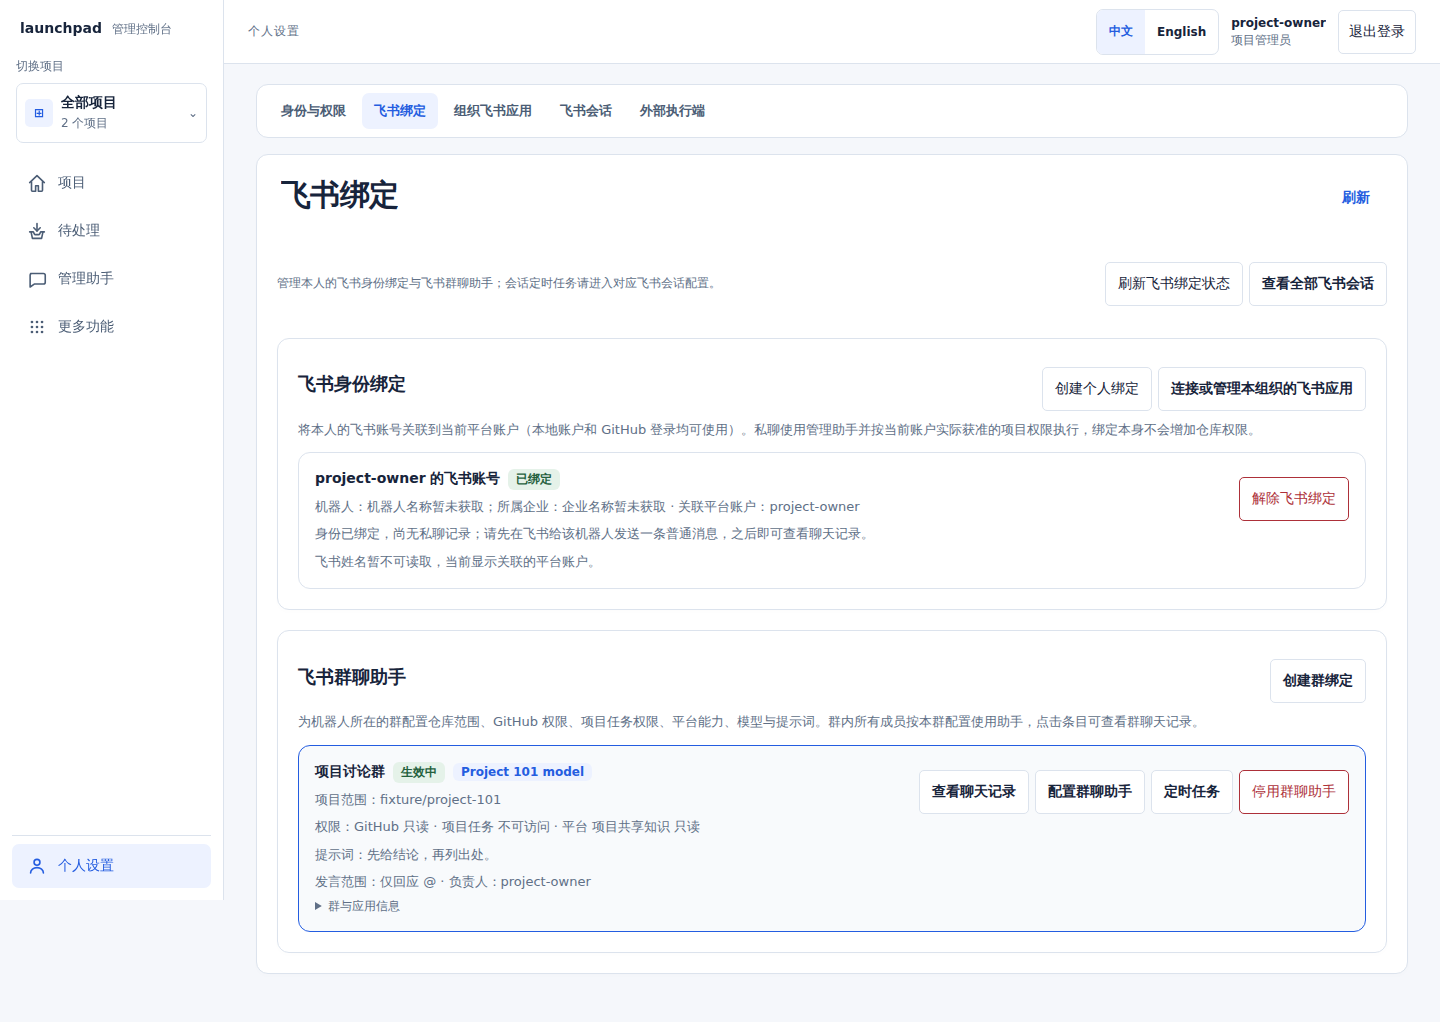 launchpad 管理控制台
切换项目
全部项目
2 个项目
项目
待处理
管理助手
更多功能
个人设置
个人设置
中文 English
project-owner
项目管理员
退出登录
身份与权限 飞书绑定 组织飞书应用 飞书会话 外部执行端
飞书绑定
刷新
管理本人的飞书身份绑定与飞书群聊助手；会话定时任务请进入对应飞书会话配置。
刷新飞书绑定状态 查看全部飞书会话
飞书身份绑定
创建个人绑定 连接或管理本组织的飞书应用
将本人的飞书账号关联到当前平台账户（本地账户和 GitHub 登录均可使用）。私聊使用管理助手并按当前账户实际获准的项目权限执行，绑定本身不会增加仓库权限。
project-owner 的飞书账号 已绑定
机器人：机器人名称暂未获取；所属企业：企业名称暂未获取 · 关联平台账户：project-owner
身份已绑定，尚无私聊记录；请先在飞书给该机器人发送一条普通消息，之后即可查看聊天记录。
飞书姓名暂不可读取，当前显示关联的平台账户。
解除飞书绑定
飞书群聊助手
创建群绑定
为机器人所在的群配置仓库范围、GitHub 权限、项目任务权限、平台能力、模型与提示词。群内所有成员按本群配置使用助手，点击条目可查看群聊天记录。
项目讨论群 生效中 Project 101 model
项目范围：fixture/project-101
权限：GitHub 只读 · 项目任务 不可访问 · 平台 项目共享知识 只读
提示词：先给结论，再列出处。
发言范围：仅回应 @ · 负责人：project-owner
群与应用信息
查看聊天记录 配置群聊助手 定时任务 停用群聊助手